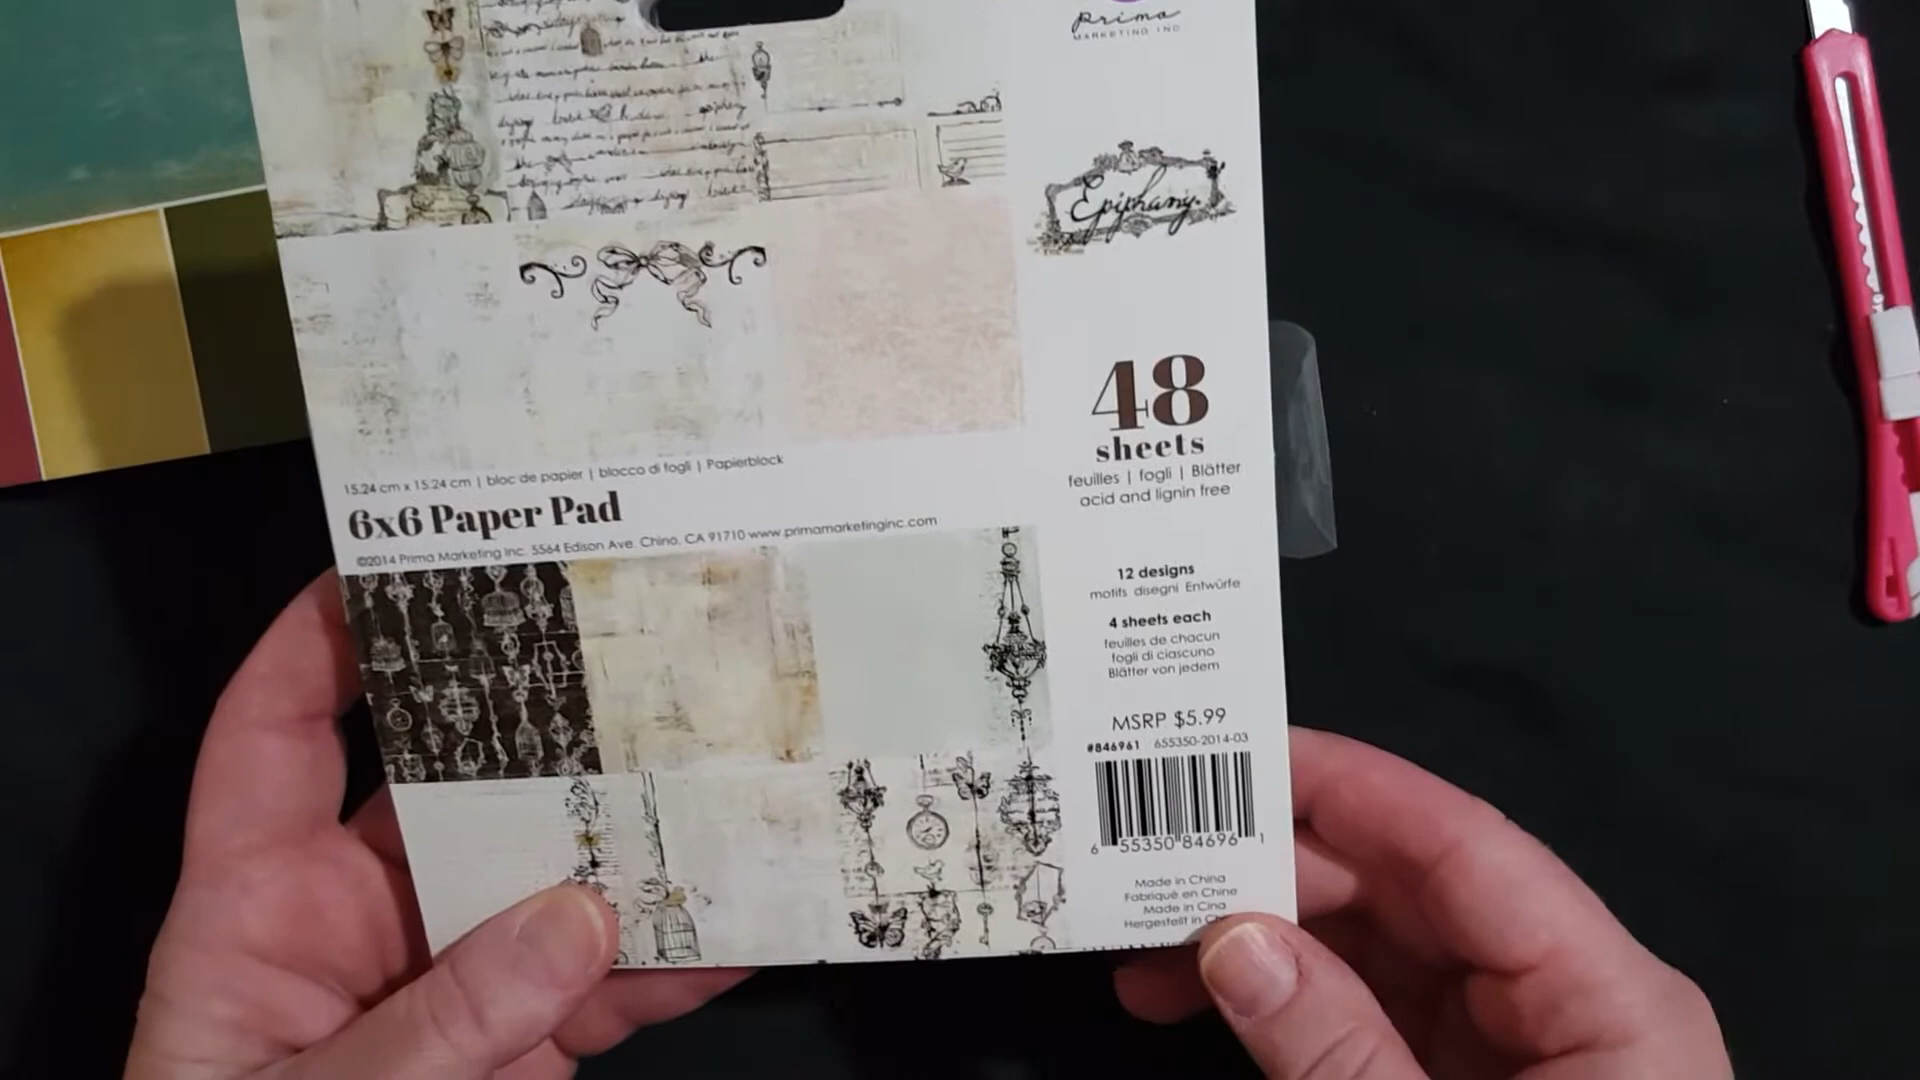 prima
MARKETING INC
Epiphany.
48
sheets
feuilles | fogli | Blätter
acid and lignin free
15.24 cm x 15.24 cm | bloc de papier | blocco di fogli | Papierblock
6x6 Paper Pad
©2014 Prima Marketing Inc. 5564 Edison Ave. Chino, CA 91710 www.primamarketinginc.com
12 designs
motifs disegni Entwürfe
4 sheets each
feuilles de chacun
fogli di ciascuno
Blätter von jedem
MSRP $5.99
#846961 655350-2014-03
6 55350 84696 1
Made in China
Fabriqué en Chine
Made in Cina
Hergestellt in